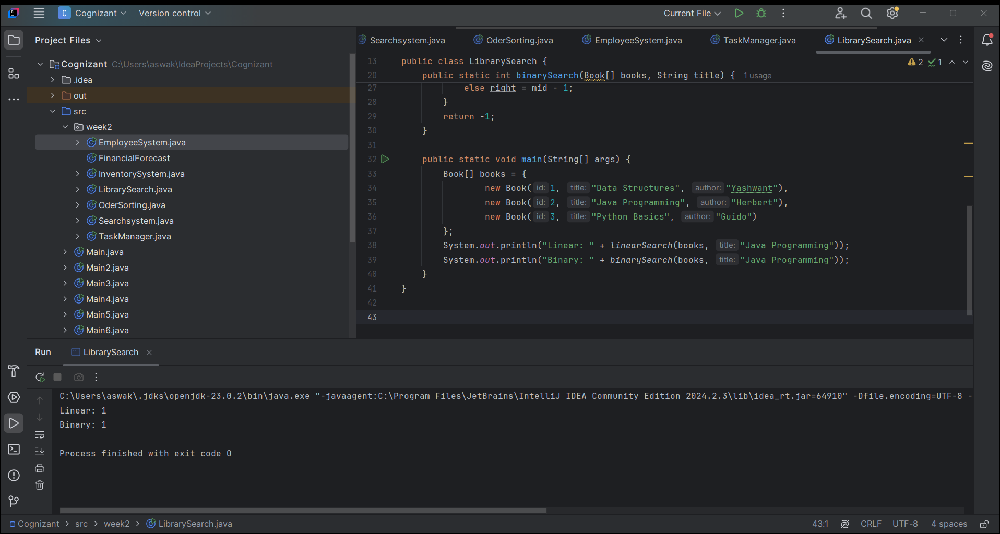 C Cognizant Version control Current File
Project Files
Cognizant C:\Users\aswak\IdeaProjects\Cognizant
.idea
out
src
week2
EmployeeSystem.java
FinancialForecast
InventorySystem.java
LibrarySearch.java
OderSorting.java
Searchsystem.java
TaskManager.java
Main.java
Main2.java
Main3.java
Main4.java
Main5.java
Main6.java
Searchsystem.java OderSorting.java EmployeeSystem.java TaskManager.java LibrarySearch.java
2 1
13 public class LibrarySearch {
20 public static int binarySearch(Book[] books, String title) { 1 usage
27 else right = mid - 1;
28 }
29 return -1;
30 }
31
32 public static void main(String[] args) {
33 Book[] books = {
34 new Book( id: 1, title: "Data Structures", author: "Yashwant"),
35 new Book( id: 2, title: "Java Programming", author: "Herbert"),
36 new Book( id: 3, title: "Python Basics", author: "Guido")
37 };
38 System.out.println("Linear: " + linearSearch(books, title: "Java Programming"));
39 System.out.println("Binary: " + binarySearch(books, title: "Java Programming"));
40 }
41 }
42
43
Run LibrarySearch
C:\Users\aswak\.jdks\openjdk-23.0.2\bin\java.exe "-javaagent:C:\Program Files\JetBrains\IntelliJ IDEA Community Edition 2024.2.3\lib\idea_rt.jar=64910" -Dfile.encoding=UTF-8 -
Linear: 1
Binary: 1
Process finished with exit code 0
Cognizant > src > week2 > LibrarySearch.java 43:1 CRLF UTF-8 4 spaces